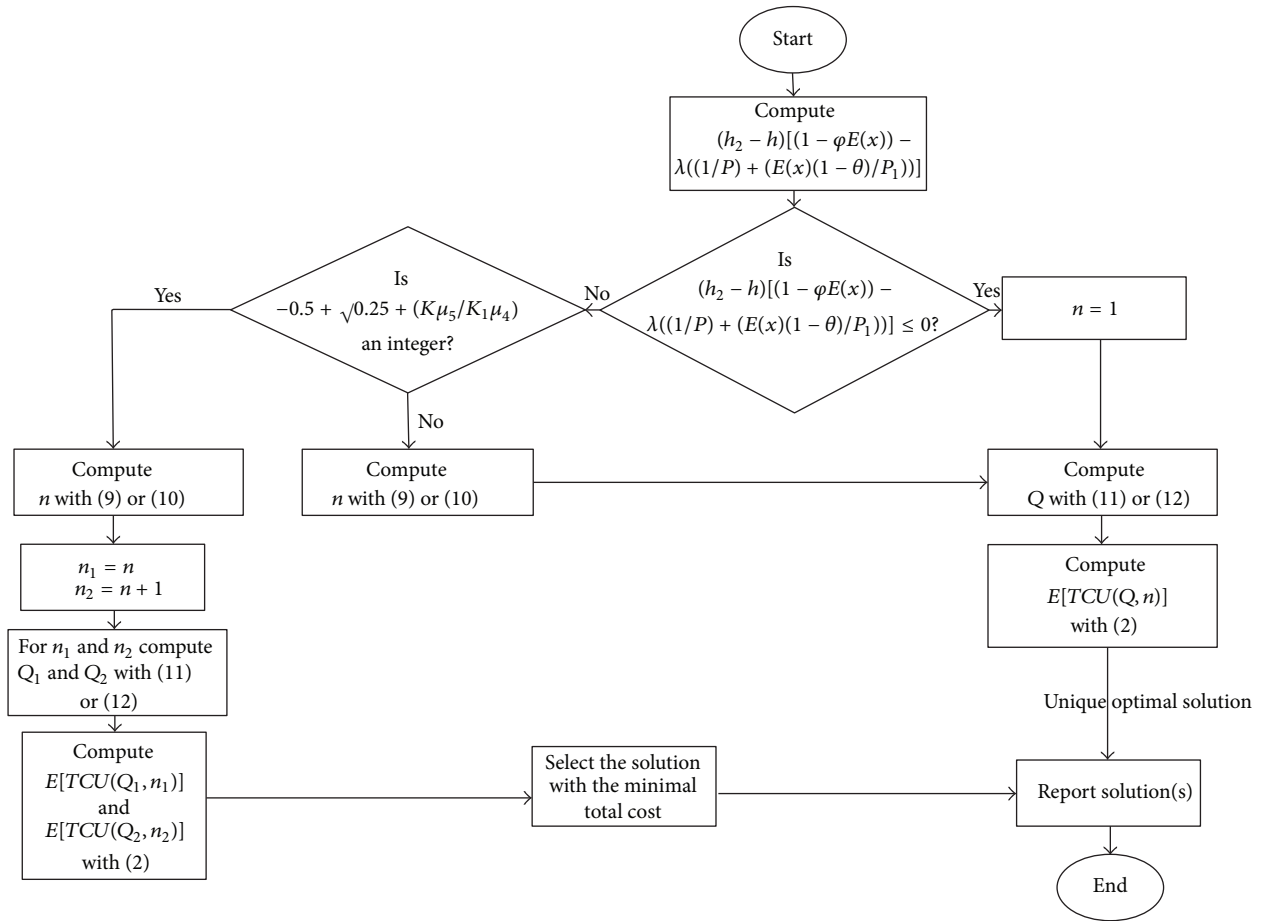 Start
Compute
(h₂ − h)[(1 − φE(x)) −
λ((1/P) + (E(x)(1 − θ)/P₁))]
Is
(h₂ − h)[(1 − φE(x)) −
λ((1/P) + (E(x)(1 − θ)/P₁))] ≤ 0?
Yes
n = 1
No
Is
−0.5 + √0.25 + (Kμ₅/K₁μ₄)
an integer?
Yes
No
Compute
n with (9) or (10)
Compute
n with (9) or (10)
Compute
Q with (11) or (12)
n₁ = n
n₂ = n + 1
Compute
E[TCU(Q, n)]
with (2)
For n₁ and n₂ compute
Q₁ and Q₂ with (11)
or (12)
Unique optimal solution
Compute
E[TCU(Q₁, n₁)]
and
E[TCU(Q₂, n₂)]
with (2)
Select the solution
with the minimal
total cost
Report solution(s)
End